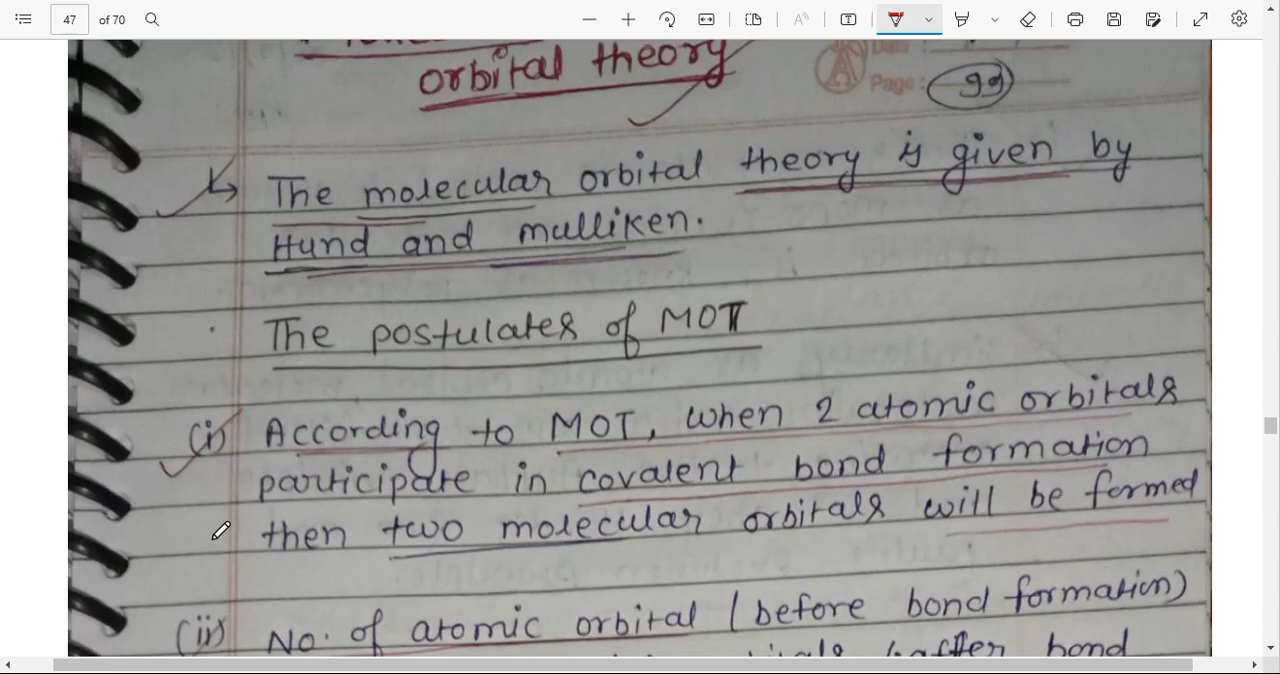 47 of 70
orbital theory
Date
Page: 99
The molecular orbital theory is given by
Hund and mulliken.
The postulates of MOT
(i) According to MOT, when 2 atomic orbitals
participate in covalent bond formation
then two molecular orbitals will be formed
(ii) No. of atomic orbital (before bond formation)
bond